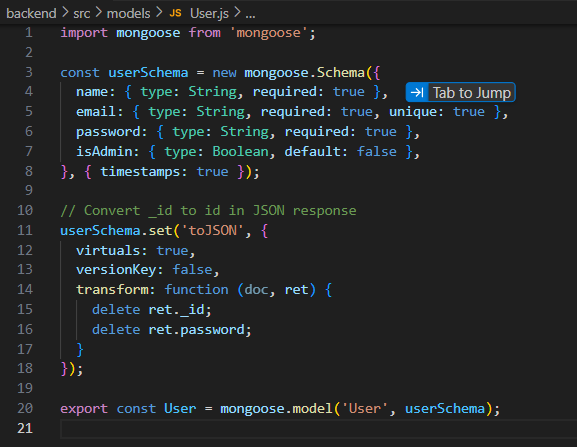 backend > src > models > JS User.js > ...
1 import mongoose from 'mongoose';
2
3 const userSchema = new mongoose.Schema({
4   name: { type: String, required: true }, Tab to Jump
5   email: { type: String, required: true, unique: true },
6   password: { type: String, required: true },
7   isAdmin: { type: Boolean, default: false },
8 }, { timestamps: true });
9
10 // Convert _id to id in JSON response
11 userSchema.set('toJSON', {
12   virtuals: true,
13   versionKey: false,
14   transform: function (doc, ret) {
15     delete ret._id;
16     delete ret.password;
17   }
18 });
19
20 export const User = mongoose.model('User', userSchema);
21